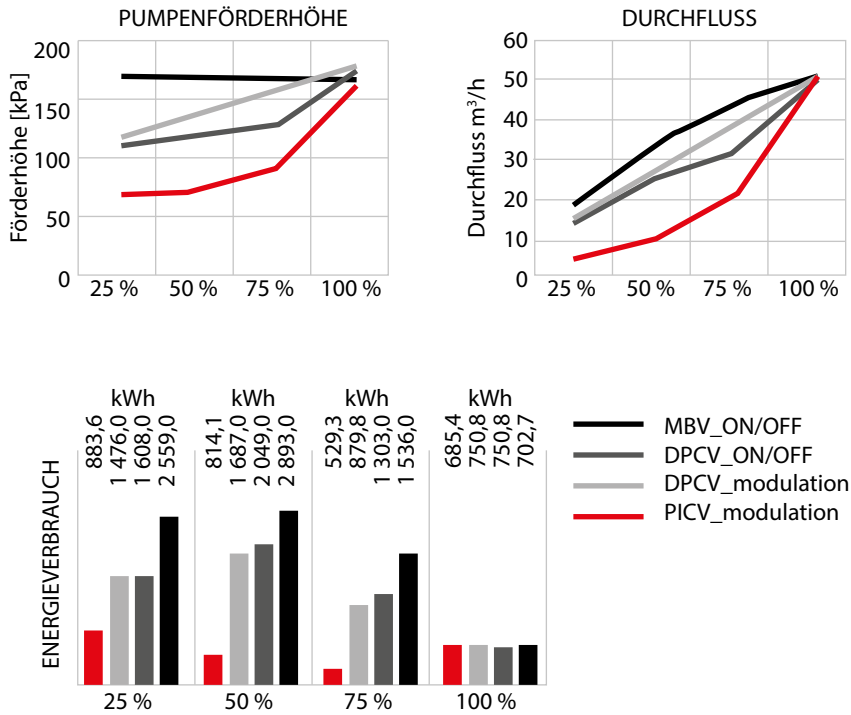 PUMPENFÖRDERHÖHE
Förderhöhe [kPa]
200
150
100
50
0
25 % 50 % 75 % 100 %
DURCHFLUSS
Durchfluss m³/h
60
50
40
30
20
10
0
25 % 50 % 75 % 100 %
ENERGIEVERBRAUCH
kWh
883,6
1 476,0
1 608,0
2 559,0
25 %
kWh
814,1
1 687,0
2 049,0
2 893,0
50 %
kWh
529,3
879,8
1 303,0
1 536,0
75 %
kWh
685,4
750,8
750,8
702,7
100 %
MBV_ON/OFF
DPCV_ON/OFF
DPCV_modulation
PICV_modulation